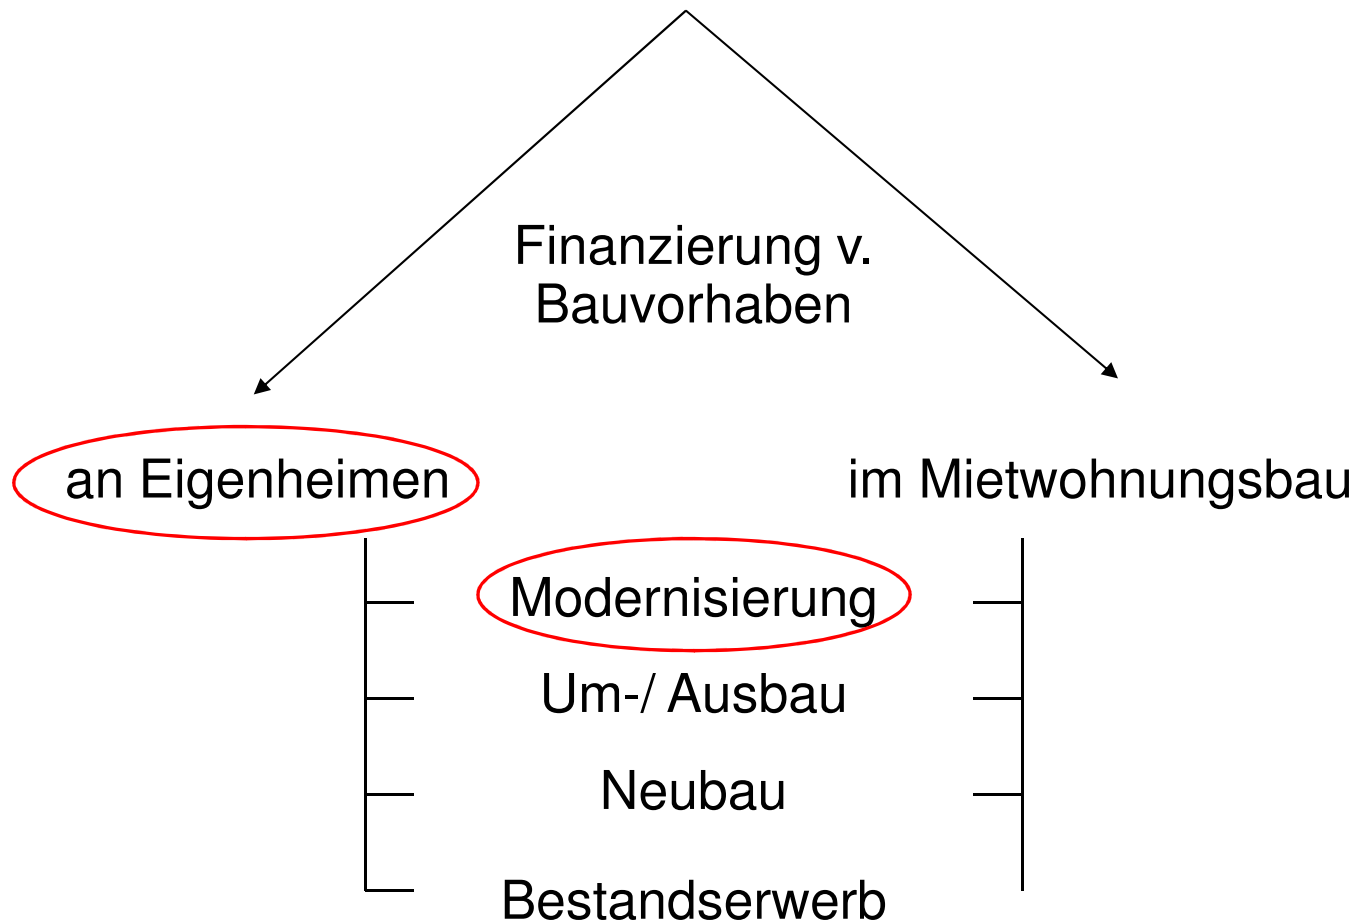 Finanzierung v.
Bauvorhaben
an Eigenheimen
im Mietwohnungsbau
Modernisierung
Um-/ Ausbau
Neubau
Bestandserwerb